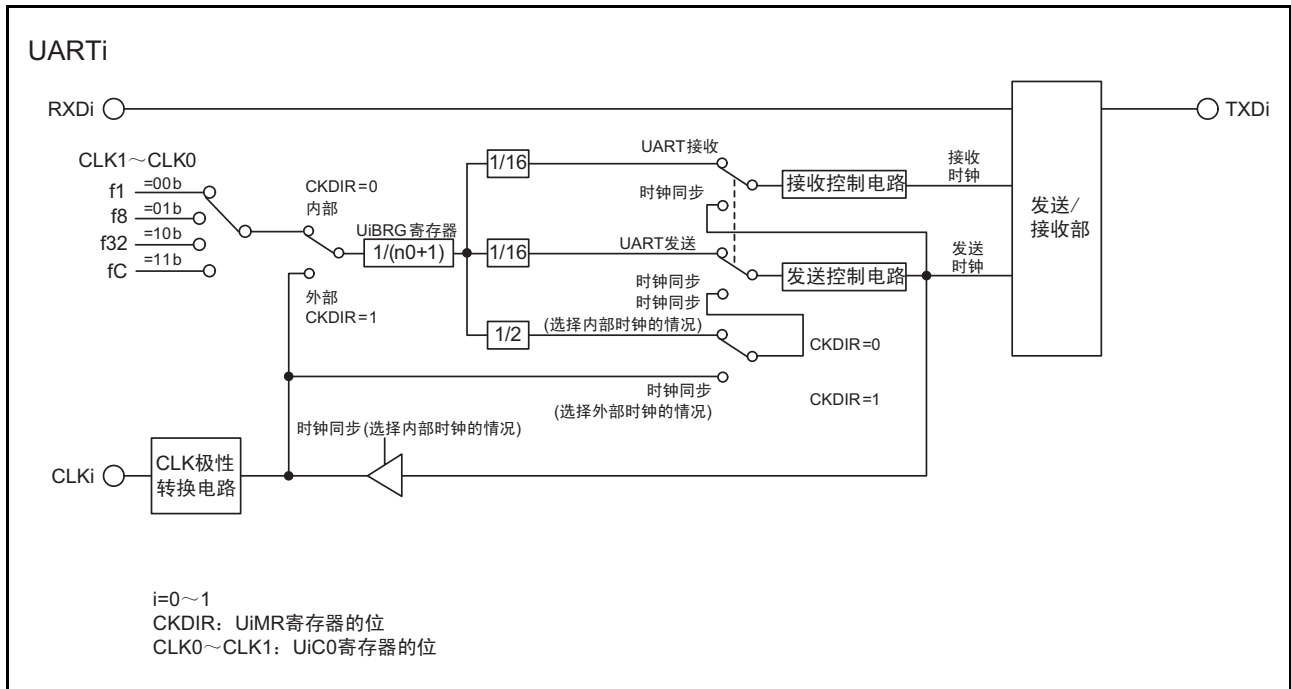 UARTi
RXDi
TXDi
CLK1～CLK0
f1 =00b
f8 =01b
f32 =10b
fC =11b
CKDIR=0
内部
UiBRG寄存器
1/(n0+1)
外部
CKDIR=1
1/16
UART接收
时钟同步
接收控制电路
接收
时钟
发送/
接收部
1/16
UART发送
时钟同步
发送控制电路
发送
时钟
时钟同步
(选择内部时钟的情况)
1/2
CKDIR=0
时钟同步
(选择外部时钟的情况)
CKDIR=1
时钟同步(选择内部时钟的情况)
CLKi
CLK极性
转换电路
i=0～1
CKDIR：UiMR寄存器的位
CLK0～CLK1：UiC0寄存器的位